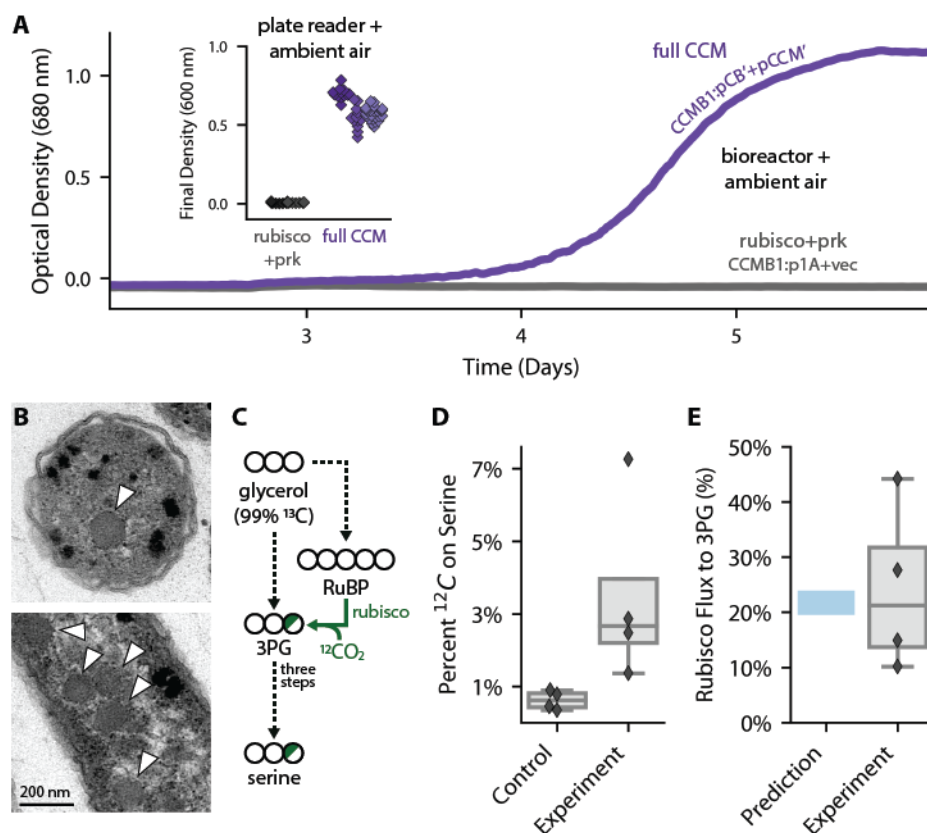 A
plate reader +
ambient air
Final Density (600 nm)
1.0
0.5
0.0
rubisco
+prk
full CCM
full CCM
CCMB1:pCB'+pCCM'
bioreactor +
ambient air
rubisco+prk
CCMB1:p1A+vec
Optical Density (680 nm)
1.0
0.5
0.0
3
4
5
Time (Days)
B
200 nm
C
glycerol
(99% ¹³C)
RuBP
rubisco
3PG
¹²CO₂
three
steps
serine
D
Percent ¹²C on Serine
7%
5%
3%
1%
Control
Experiment
E
Rubisco Flux to 3PG (%)
50%
40%
30%
20%
10%
0%
Prediction
Experiment